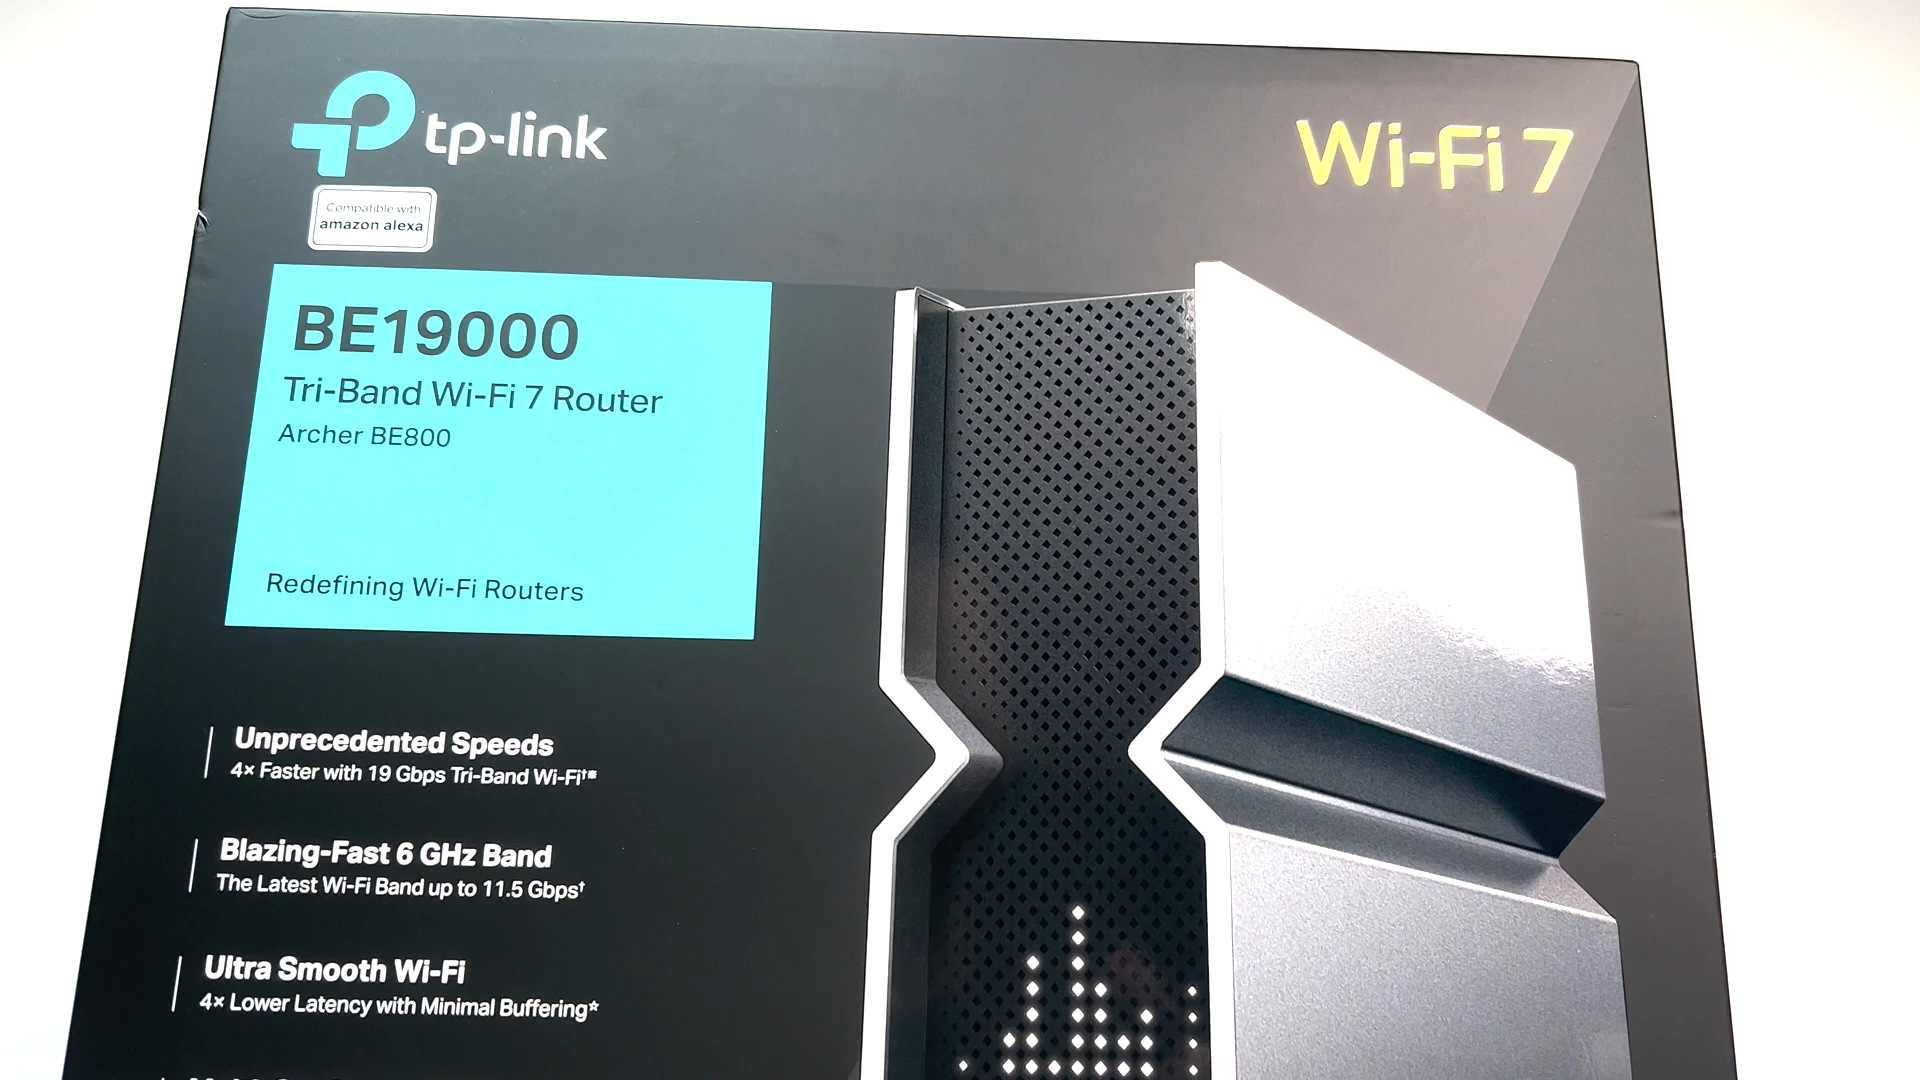 tp-link
Wi-Fi 7
Compatible with
amazon alexa
BE19000
Tri-Band Wi-Fi 7 Router
Archer BE800
Redefining Wi-Fi Routers
Unprecedented Speeds
4× Faster with 19 Gbps Tri-Band Wi-Fi†*
Blazing-Fast 6 GHz Band
The Latest Wi-Fi Band up to 11.5 Gbps†
Ultra Smooth Wi-Fi
4× Lower Latency with Minimal Buffering☆